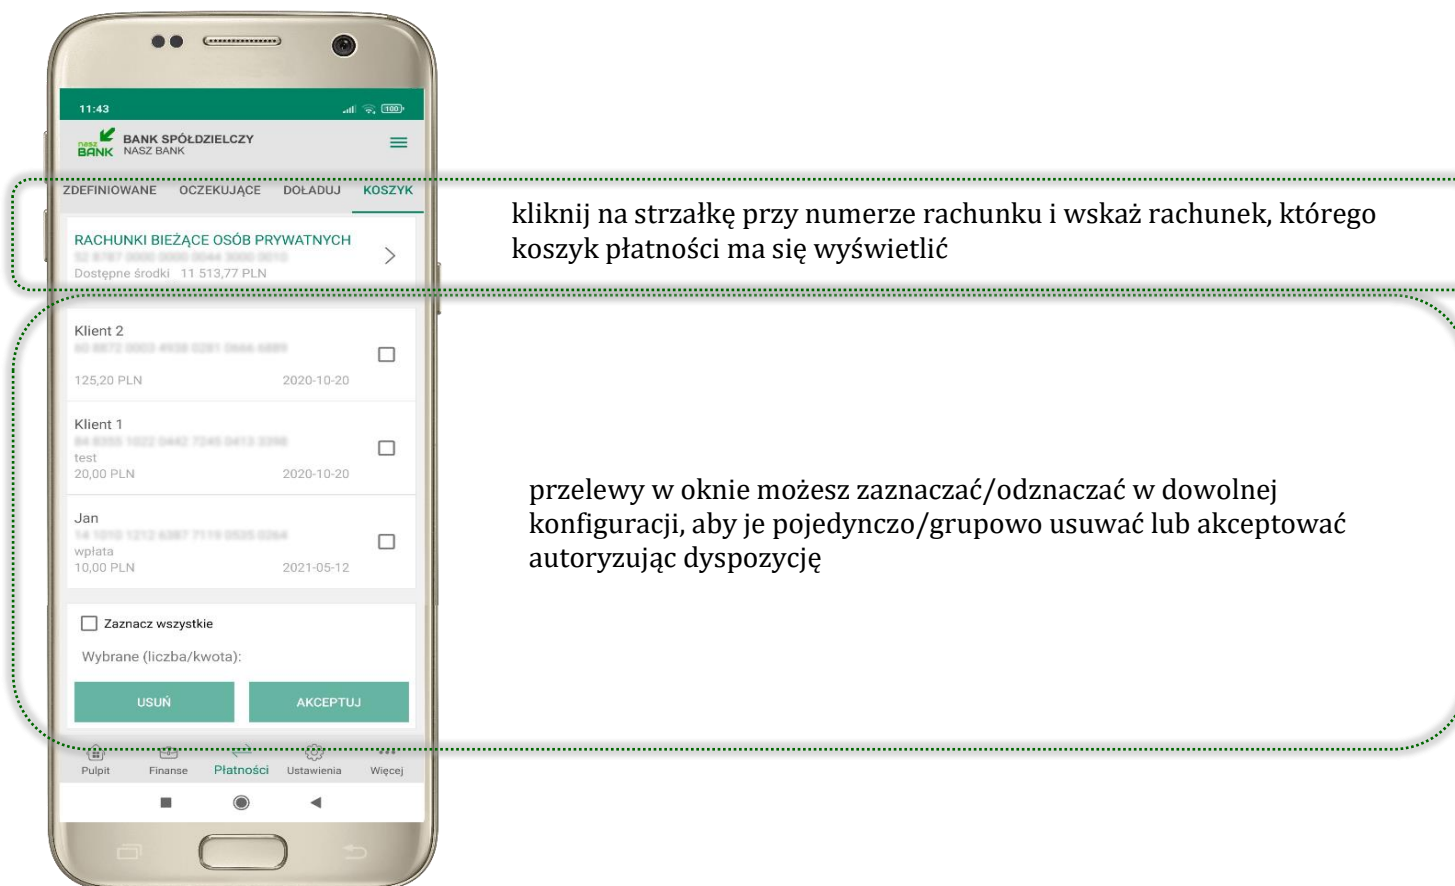 11:43
100
nasz BANK
BANK SPÓŁDZIELCZY
NASZ BANK
ZDEFINIOWANE OCZEKUJĄCE DOŁADUJ KOSZYK
RACHUNKI BIEŻĄCE OSÓB PRYWATNYCH
Dostępne środki 11 513,77 PLN
kliknij na strzałkę przy numerze rachunku i wskaż rachunek, którego
koszyk płatności ma się wyświetlić
Klient 2
125,20 PLN 2020-10-20
Klient 1
test
20,00 PLN 2020-10-20
Jan
wpłata
10,00 PLN 2021-05-12
przelewy w oknie możesz zaznaczać/odznaczać w dowolnej
konfiguracji, aby je pojedynczo/grupowo usuwać lub akceptować
autoryzując dyspozycję
Zaznacz wszystkie
Wybrane (liczba/kwota):
USUŃ AKCEPTUJ
Pulpit Finanse Płatności Ustawienia Więcej